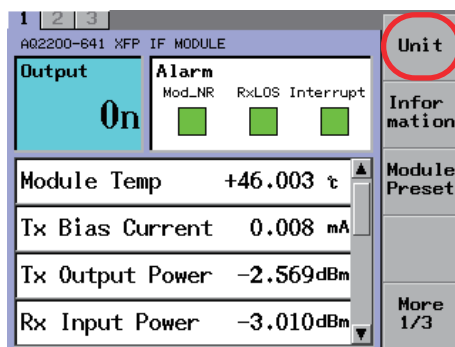 1 2 3
AQ2200-641 XFP IF MODULE
Output
On
Alarm
Mod_NR RxLOS Interrupt
Module Temp +46.003 ℃
Tx Bias Current 0.008 mA
Tx Output Power -2.569dBm
Rx Input Power -3.010dBm
Unit
Infor
mation
Module
Preset
More
1/3